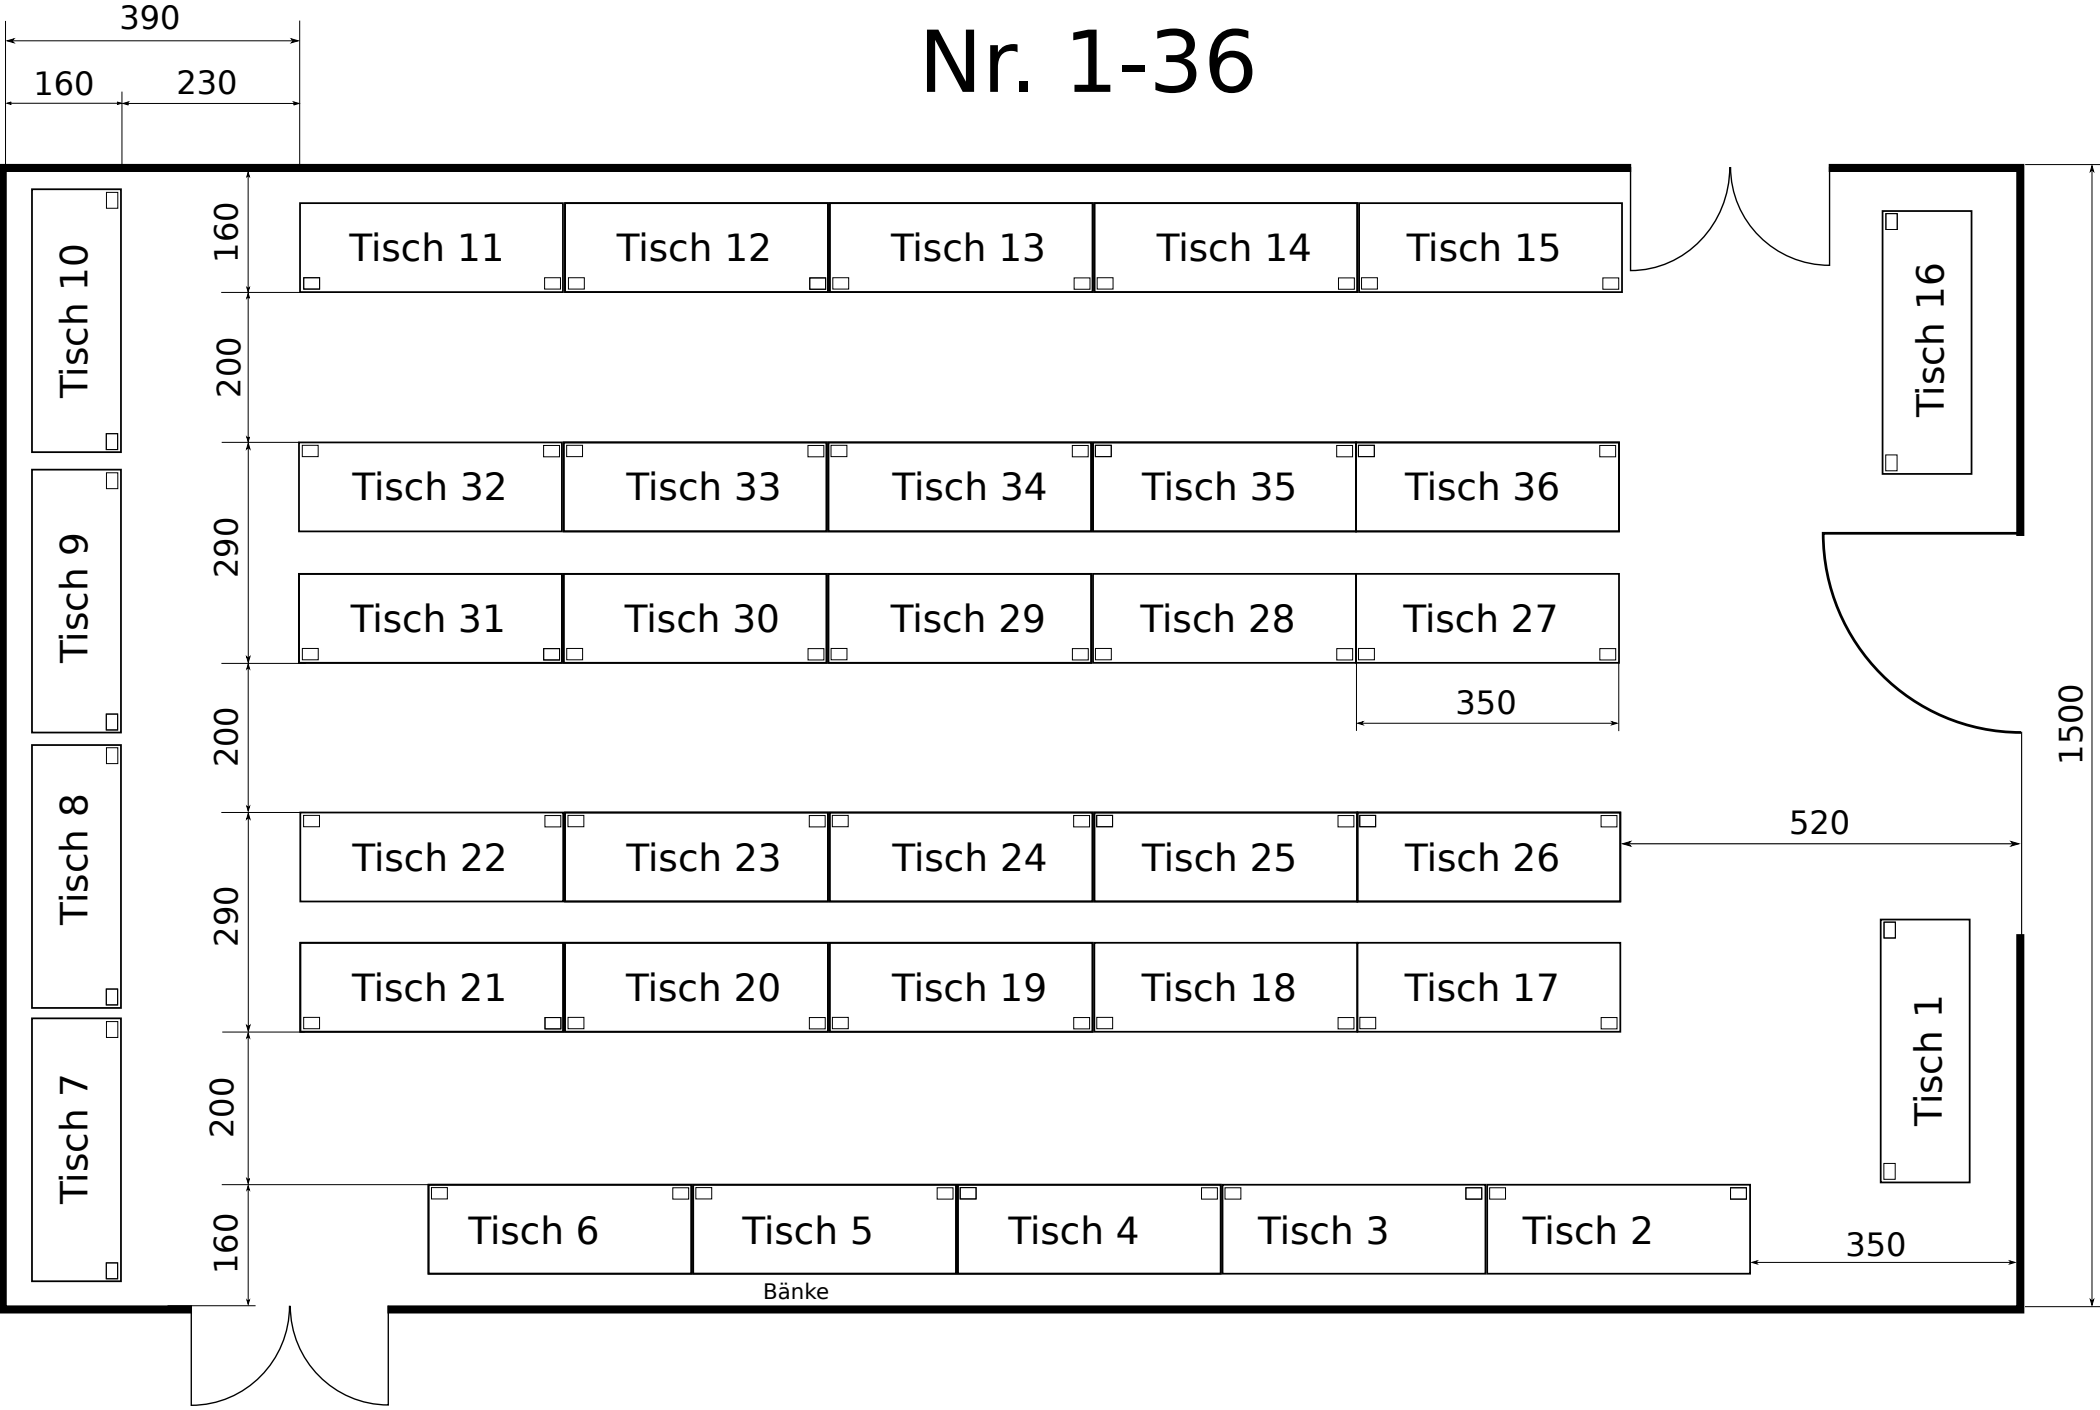 390
Nr. 1-36
160
230
160
Tisch 11
Tisch 12
Tisch 13
Tisch 14
Tisch 15
Tisch 10
Tisch 16
200
290
Tisch 32
Tisch 33
Tisch 34
Tisch 35
Tisch 36
Tisch 9
Tisch 31
Tisch 30
Tisch 29
Tisch 28
Tisch 27
200
350
1500
520
Tisch 8
290
Tisch 22
Tisch 23
Tisch 24
Tisch 25
Tisch 26
Tisch 21
Tisch 20
Tisch 19
Tisch 18
Tisch 17
Tisch 1
200
Tisch 7
160
Tisch 6
Tisch 5
Tisch 4
Tisch 3
Tisch 2
350
Bänke